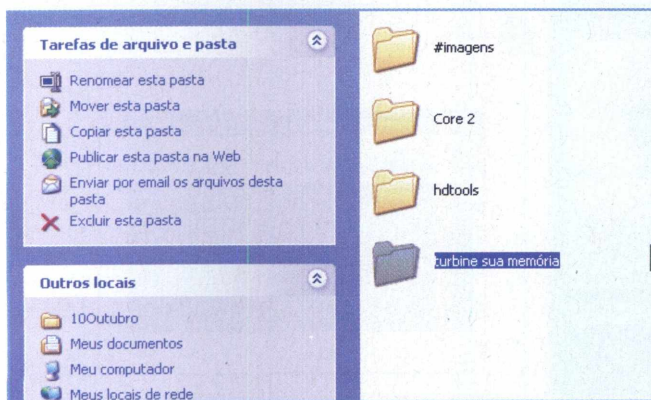 Tarefas de arquivo e pasta
Renomear esta pasta
Mover esta pasta
Copiar esta pasta
Publicar esta pasta na Web
Enviar por email os arquivos desta
pasta
Excluir esta pasta
Outros locais
10Outubro
Meus documentos
Meu computador
Meus locais de rede
#imagens
Core 2
hdtools
turbine sua memória